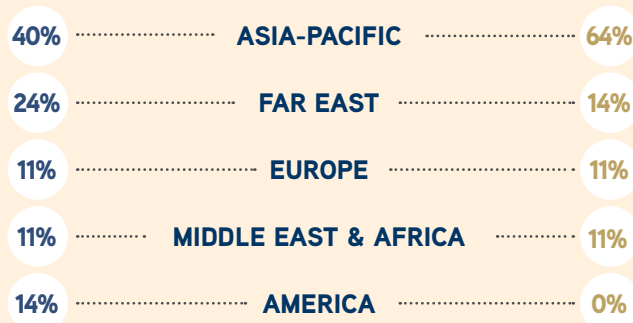 40% ASIA-PACIFIC 64%
24% FAR EAST 14%
11% EUROPE 11%
11% MIDDLE EAST & AFRICA 11%
14% AMERICA 0%